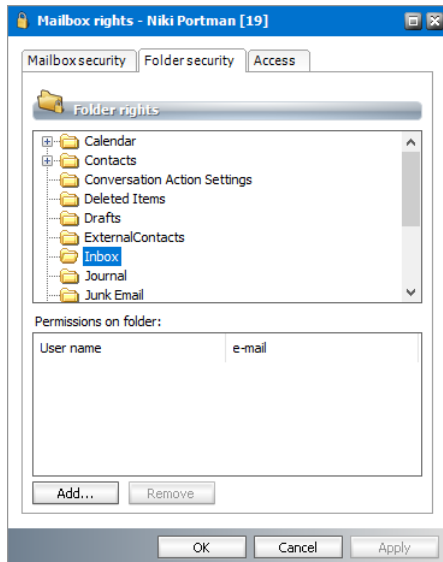 Mailbox rights - Niki Portman [19]
Mailbox security Folder security Access
Folder rights
Calendar
Contacts
Conversation Action Settings
Deleted Items
Drafts
ExternalContacts
Inbox
Journal
Junk Email
Permissions on folder:
User name e-mail
Add... Remove
OK Cancel Apply